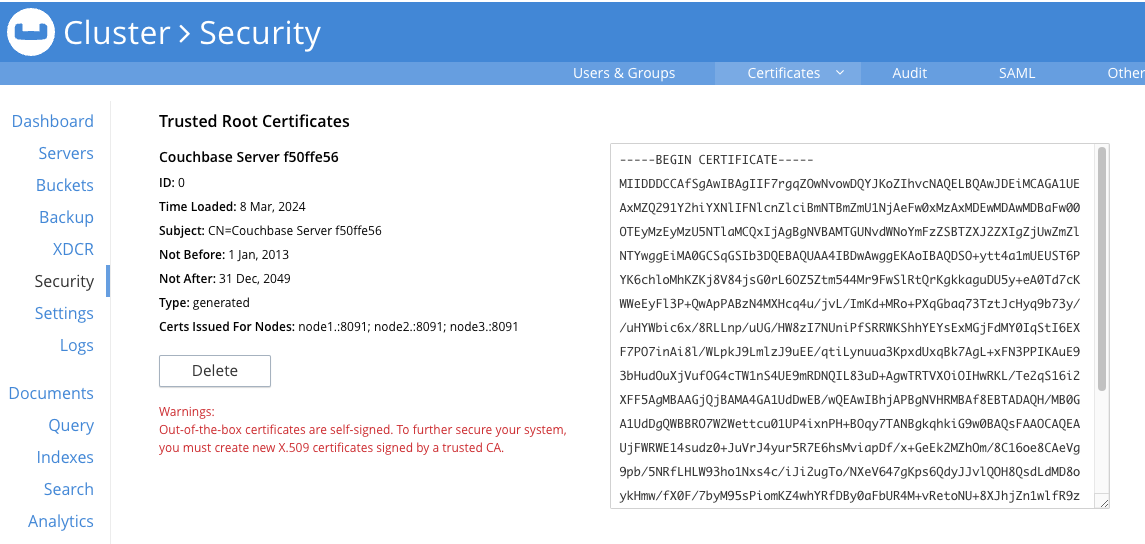 Cluster > Security
Users & Groups
Certificates
Audit
SAML
Other
Dashboard
Servers
Buckets
Backup
XDCR
Security
Settings
Logs
Documents
Query
Indexes
Search
Analytics
Trusted Root Certificates
Couchbase Server f50ffe56
ID: 0
Time Loaded: 8 Mar, 2024
Subject: CN=Couchbase Server f50ffe56
Not Before: 1 Jan, 2013
Not After: 31 Dec, 2049
Type: generated
Certs Issued For Nodes: node1.:8091; node2.:8091; node3.:8091
Delete
Warnings:
Out-of-the-box certificates are self-signed. To further secure your system,
you must create new X.509 certificates signed by a trusted CA.
-----BEGIN CERTIFICATE-----
MIIDDDCCAfSgAwIBAgIIF7rgqZOwNvowDQYJKoZIhvcNAQELBQAwJDEiMCAGA1UE
AxMZQ291Y2hiYXNlIFNlcnZlciBmNTBmZmU1NjAeFw0xMzAxMDEwMDAwMDBaFw00
OTEyMzEyMzU5NTlaMCQxIjAgBgNVBAMTGUNvdWNoYmFzZSBTZXJ2ZXIgZjUwZmZl
NTYwggEiMA0GCSqGSIb3DQEBAQUAA4IBDwAwggEKAoIBAQDSO+ytt4a1mUEUST6P
YK6chloMhKZKj8V84jsG0rL6OZ5Ztm544Mr9FwSlRtQrKgkkaguDU5y+eA0Td7cK
WWeEyFl3P+QwApPABzN4MXHcq4u/jvL/ImKd+MRo+PXqGbaq73TztJcHyq9b73y/
/uHYWbic6x/8RLLnp/uUG/HW8zI7NUniPfSRRWKShhYEYsExMGjFdMY0IqStI6EX
F7PO7inAi8l/WLpkJ9LmlzJ9uEE/qtiLynuua3KpxdUxqBk7AgL+xFN3PPIKAuE9
3bHudOuXjVufOG4cTW1nS4UE9mRDNQIL83uD+AgwTRTVXOiOIHwRKL/TeZqS16iZ
XFF5AgMBAAGjQjBAMA4GA1UdDwEB/wQEAwIBhjAPBgNVHRMBAf8EBTADAQH/MB0G
A1UdDgQWBBRO7W2Wettcu01UP4ixnPH+BOqy7TANBgkqhkiG9w0BAQsFAAOCAQEA
UjFWRWE14sudz0+JuVrJ4yur5R7E6hsMviapDf/x+GeEk2MZhOm/8C16oe8CAeVg
9pb/5NRfLHLW93ho1Nxs4c/iJi2ugTo/NXeV647gKps6QdyJJvlQOH8QsdLdMD8o
ykHmw/fX0F/7byM95sPiomKZ4whYRfDBy0aFbUR4M+vRetoNU+8XJhjZn1wlfR9z